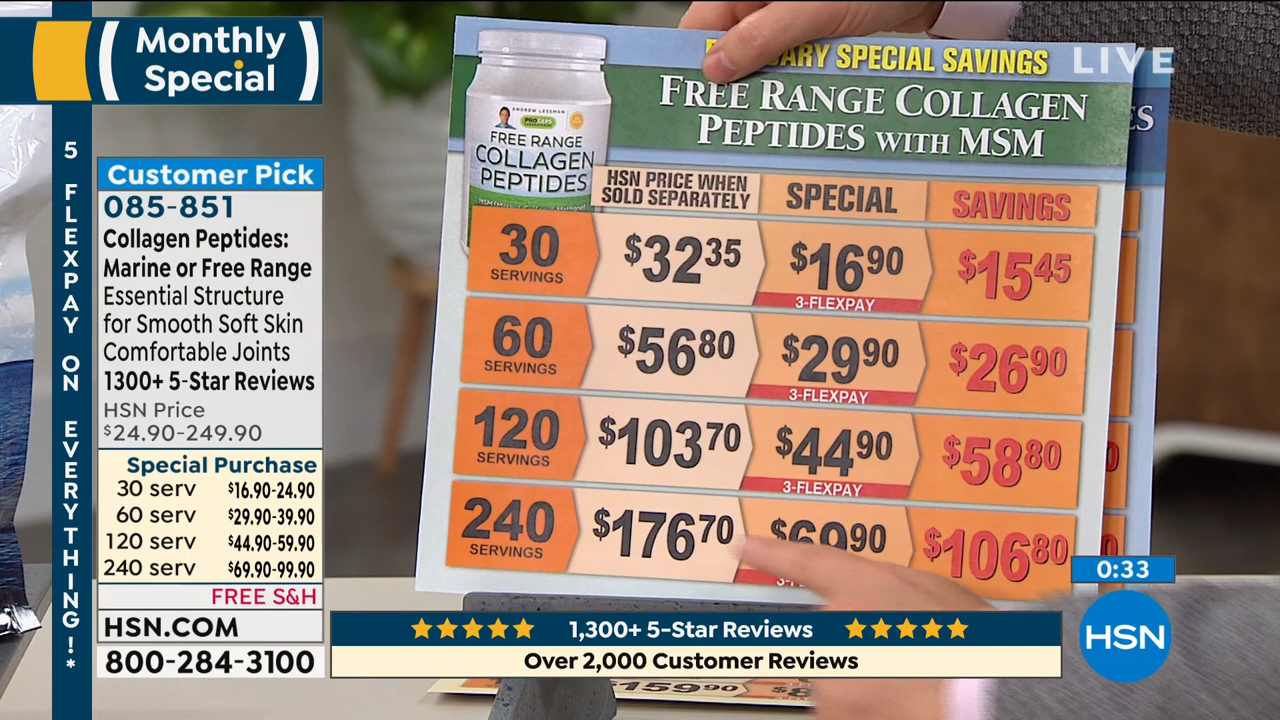 ( Monthly
Special )
5 FLEXPAY ON EVERYTHING!*
Customer Pick
085-851
Collagen Peptides:
Marine or Free Range
Essential Structure
for Smooth Soft Skin
Comfortable Joints
1300+ 5-Star Reviews
HSN Price
$24.90-249.90
Special Purchase
30 serv $16.90-24.90
60 serv $29.90-39.90
120 serv $44.90-59.90
240 serv $69.90-99.90
FREE S&H
HSN.COM
800-284-3100
SPECIAL SAVINGS
LIVE
FREE RANGE COLLAGEN
PEPTIDES WITH MSM
ANDREW LESSMAN
PROCAPS
LABORATORIES
FREE RANGE
COLLAGEN
PEPTIDES
HSN PRICE WHEN
SOLD SEPARATELY
SPECIAL
SAVINGS
30
SERVINGS
$32.35
$16.90
3-FLEXPAY
$15.45
60
SERVINGS
$56.80
$29.90
3-FLEXPAY
$26.90
120
SERVINGS
$103.70
$44.90
3-FLEXPAY
$58.80
240
SERVINGS
$176.70
$69.90
$106.80
0:33
1,300+ 5-Star Reviews
Over 2,000 Customer Reviews
HSN
$159.90